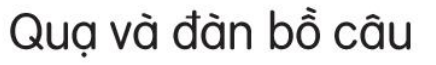 Quạ và đàn bồ câu